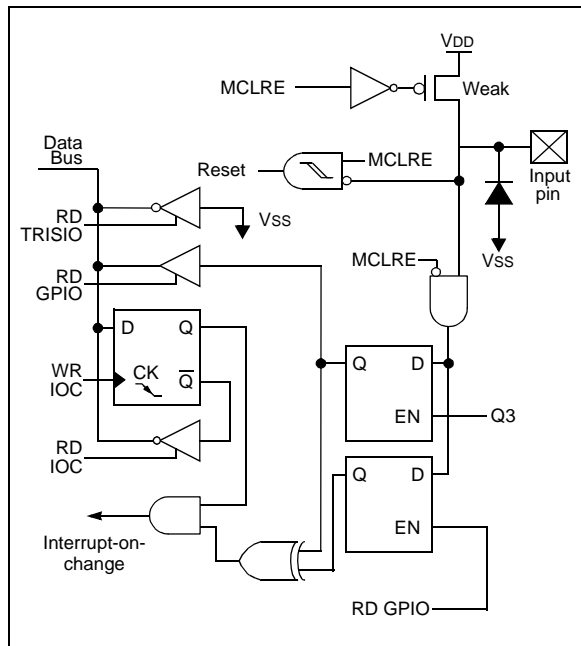 VDD
MCLRE
Weak
Data
Bus
Reset
MCLRE
Input
pin
RD
TRISIO
VSS
VSS
MCLRE
RD
GPIO
D
Q
Q
D
WR
IOC
CK
Q
EN
Q3
RD
IOC
Q
D
EN
Interrupt-on-
change
RD GPIO